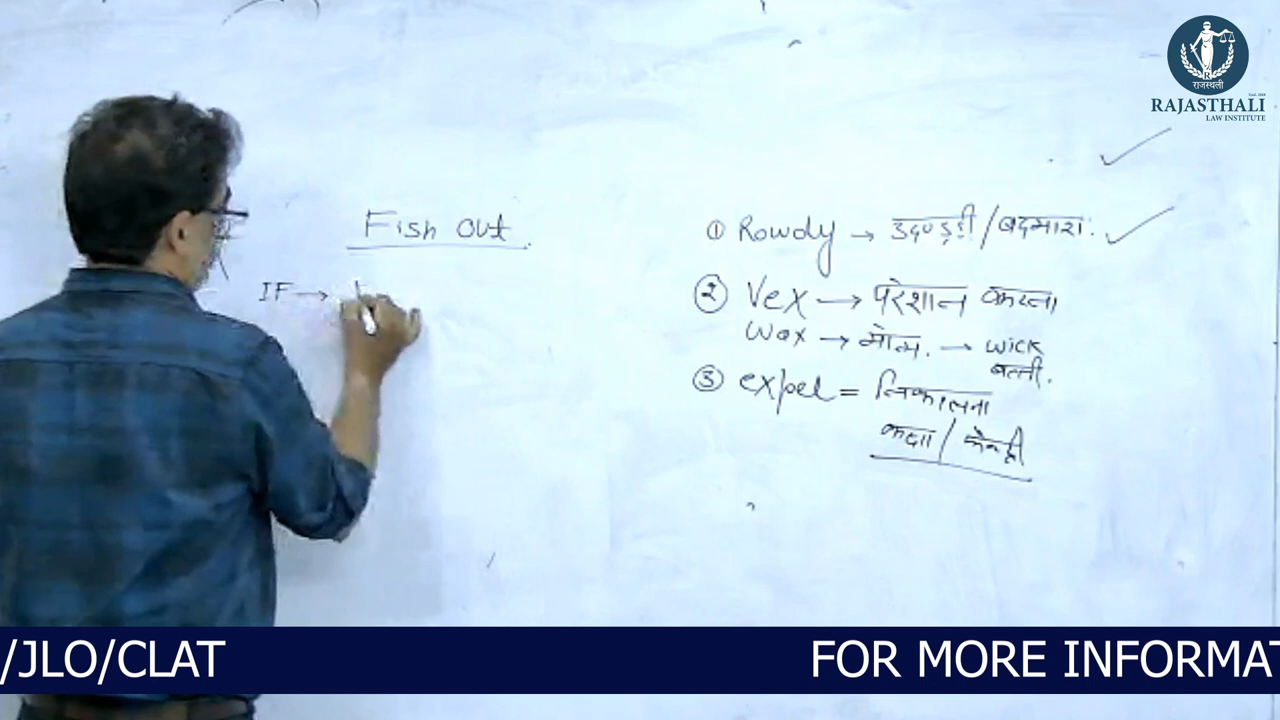 राजस्थली
RAJASTHALI
LAW INSTITUTE
Fish Out
IF →
① Rowdy → उदण्ड़ी / बदमाश
② Vex → परेशान करना
Wax → मोम. → wick
बत्ती.
③ expel = निकालना
कक्षा / फैक्ट्री
/JLO/CLAT
FOR MORE INFORMAT